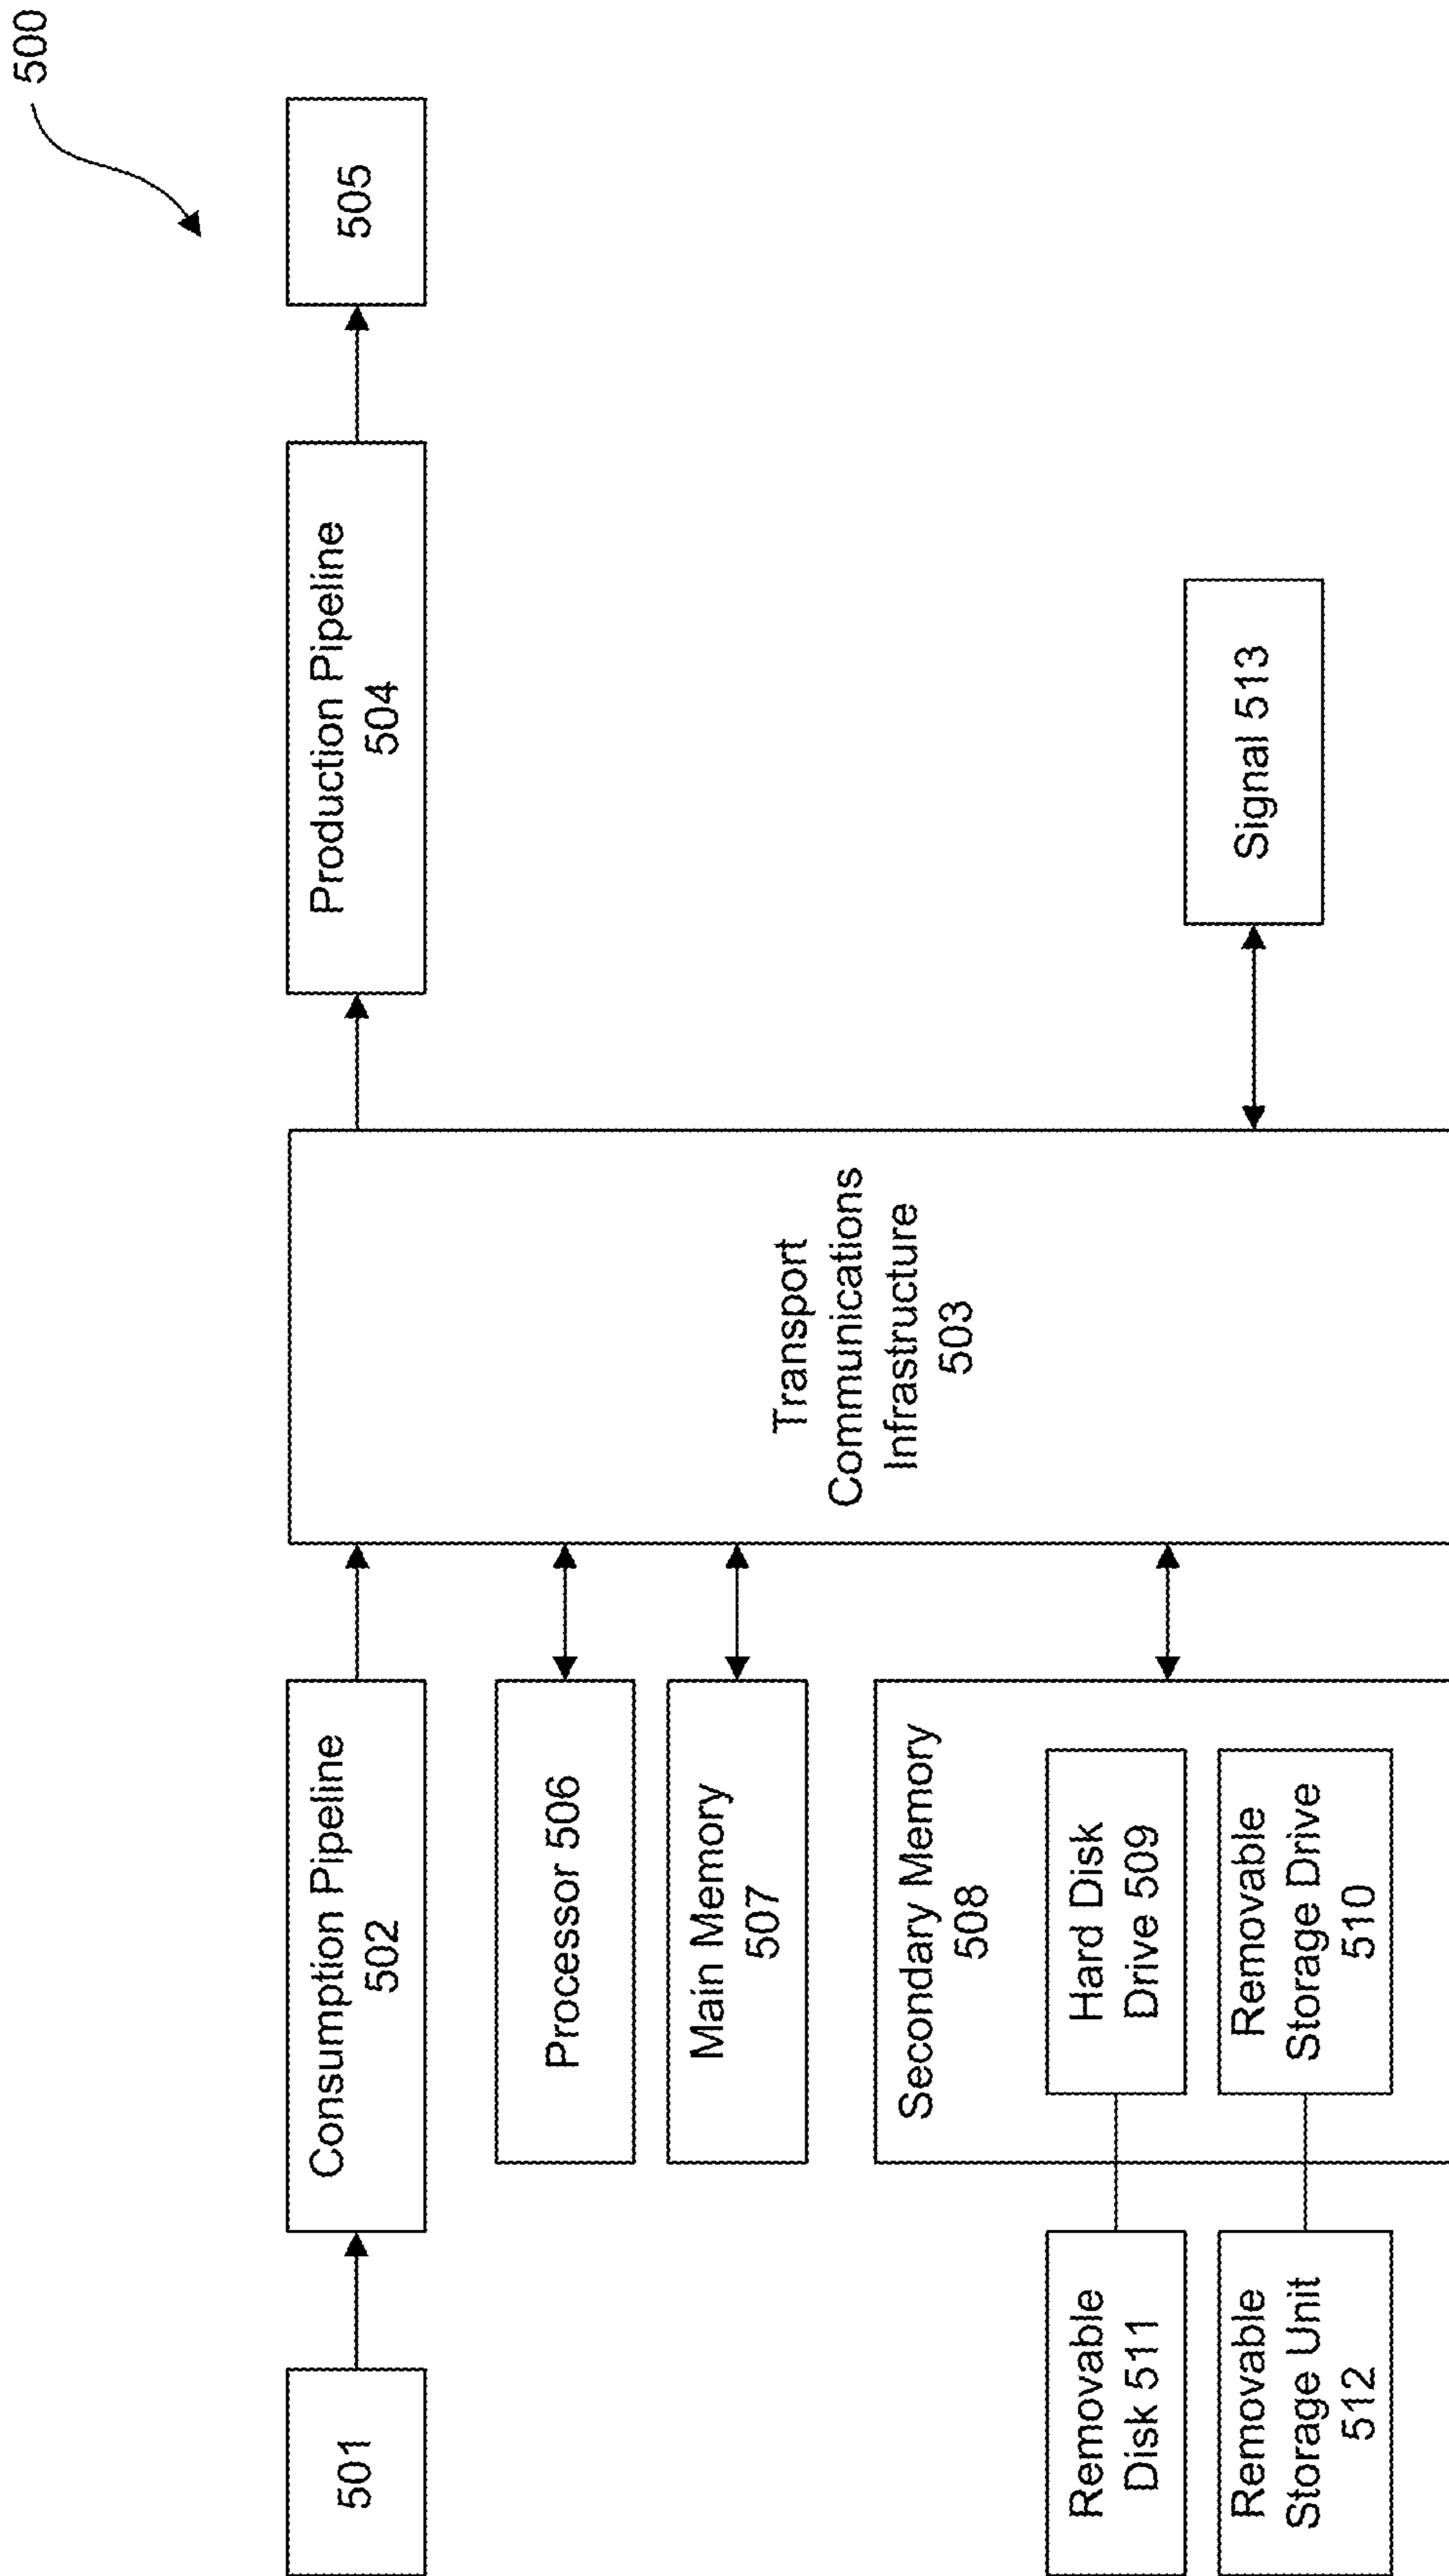 500
501
Consumption Pipeline
502
Production Pipeline
504
505
Transport
Communications
Infrastructure
503
Processor 506
Main Memory
507
Secondary Memory
508
Hard Disk
Drive 509
Removable
Storage Drive
510
Removable
Disk 511
Removable
Storage Unit
512
Signal 513